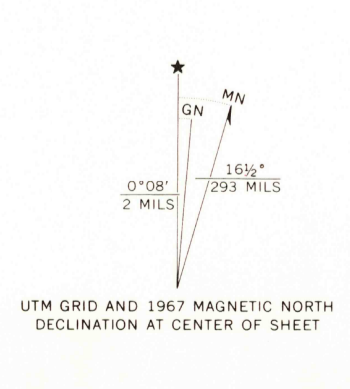 ★
MN
GN
16½°
293 MILS
0°08'
2 MILS
UTM GRID AND 1967 MAGNETIC NORTH
DECLINATION AT CENTER OF SHEET